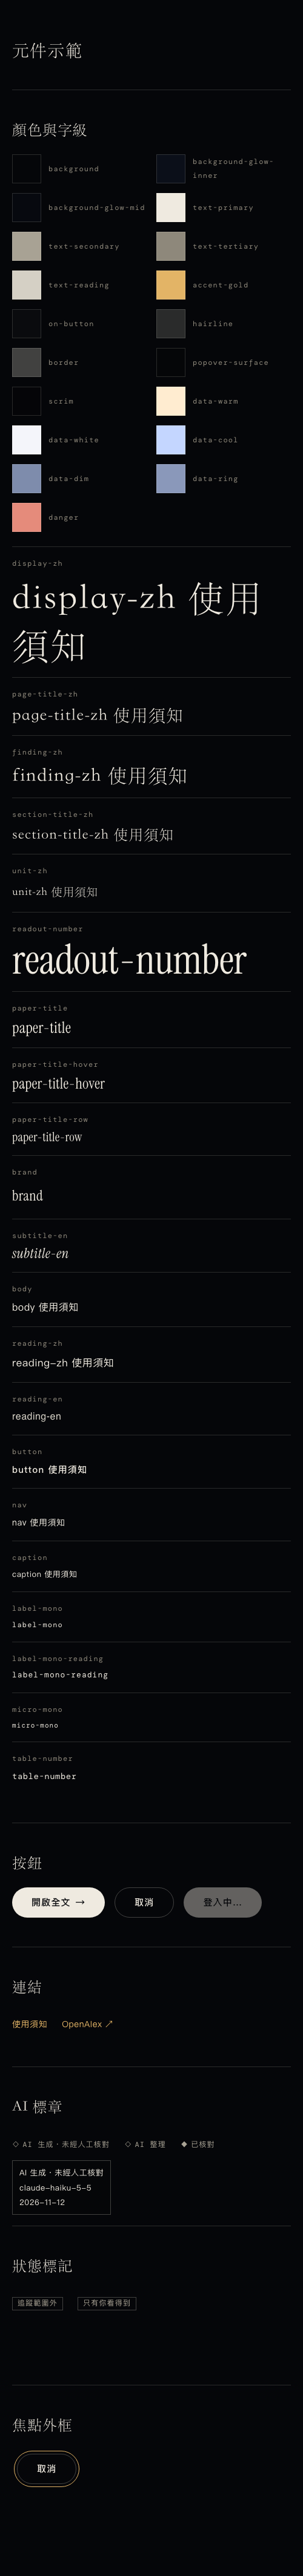 元件示範
顏色與字級
background
background-glow-
inner
background-glow-mid
text-primary
text-secondary
text-tertiary
text-reading
accent-gold
on-button
hairline
border
popover-surface
scrim
data-warm
data-white
data-cool
data-dim
data-ring
danger
display-zh
display-zh 使用
須知
page-title-zh
page-title-zh 使用須知
finding-zh
finding-zh 使用須知
section-title-zh
section-title-zh 使用須知
unit-zh
unit-zh 使用須知
readout-number
readout-number
paper-title
paper-title
paper-title-hover
paper-title-hover
paper-title-row
paper-title-row
brand
brand
subtitle-en
subtitle-en
body
body 使用須知
reading-zh
reading-zh 使用須知
reading-en
reading-en
button
button 使用須知
nav
nav 使用須知
caption
caption 使用須知
label-mono
label-mono
label-mono-reading
label-mono-reading
micro-mono
micro-mono
table-number
table-number
按鈕
開啟全文 →
取消
登入中…
連結
使用須知 OpenAlex ↗
AI 標章
◇ AI 生成・未經人工核對 ◇ AI 整理 ◆ 已核對
AI 生成・未經人工核對
claude-haiku-5-5
2026-11-12
狀態標記
追蹤範圍外
只有你看得到
焦點外框
取消